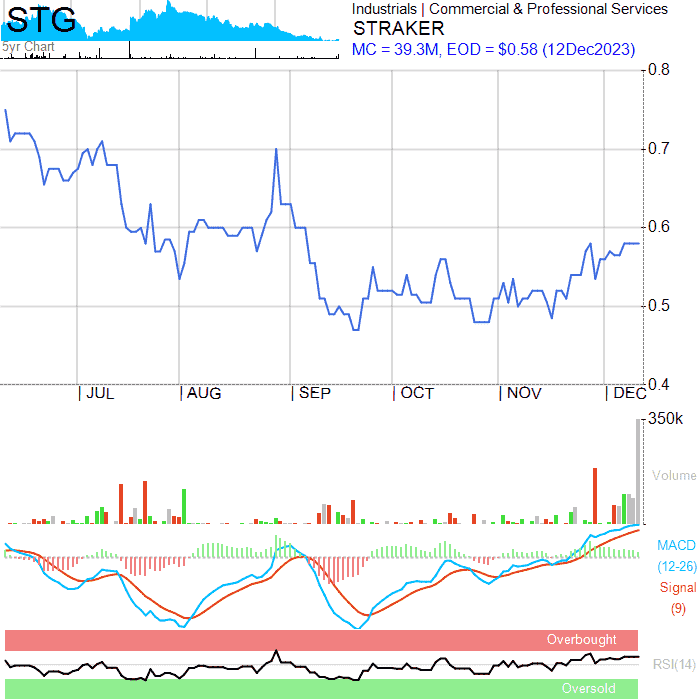 STG
5yr Chart
Industrials | Commercial & Professional Services
STRAKER
MC = 39.3M, EOD = $0.58 (12Dec2023)
0.8
0.7
0.6
0.5
0.4
| JUL | AUG | SEP | OCT | NOV | DEC
350k
Volume
MACD
(12-26)
Signal
(9)
Overbought
RSI(14)
Oversold